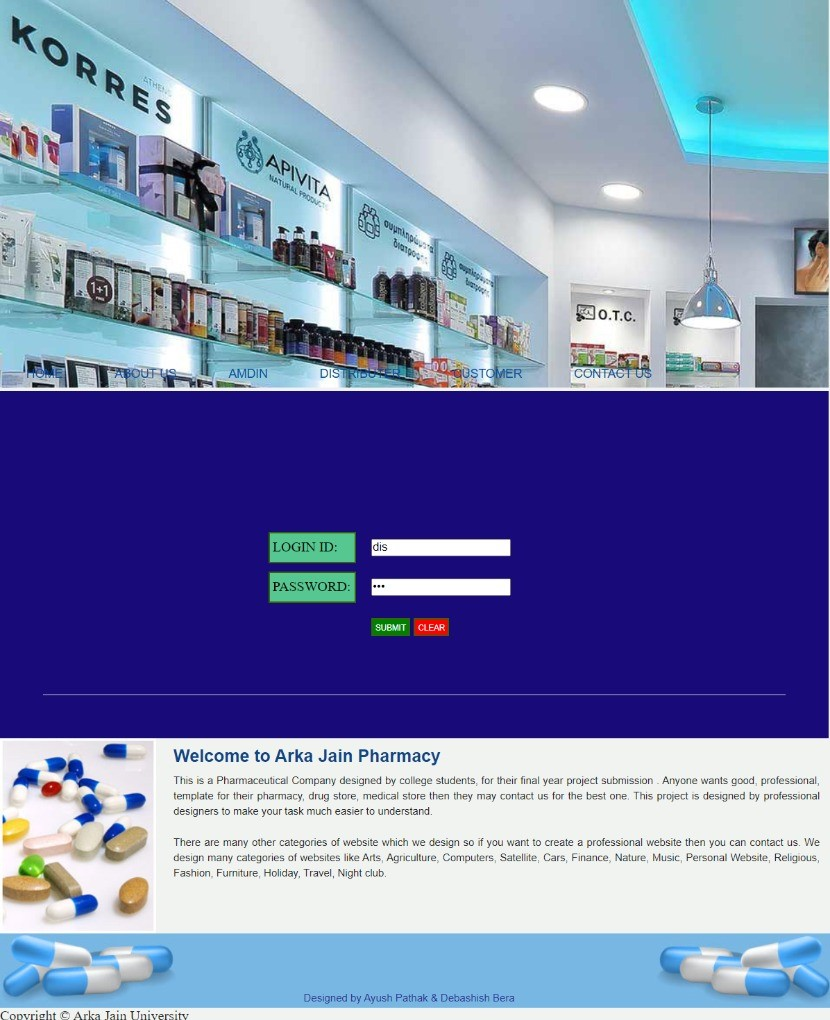 KORRES
ATHENS
APIVITA
NATURAL PRODUCTS
συμπληρώματα
διατροφής
συμπληρώματα
διατροφής
O.T.C.
1+1
HOME ABOUT US AMDIN DISTRIBUTER CUSTOMER CONTACT US
LOGIN ID: dis
PASSWORD: •••
SUBMIT CLEAR
Welcome to Arka Jain Pharmacy
This is a Pharmaceutical Company designed by college students, for their final year project submission . Anyone wants good, professional,
template for their pharmacy, drug store, medical store then they may contact us for the best one. This project is designed by professional
designers to make your task much easier to understand.
There are many other categories of website which we design so if you want to create a professional website then you can contact us. We
design many categories of websites like Arts, Agriculture, Computers, Satellite, Cars, Finance, Nature, Music, Personal Website, Religious,
Fashion, Furniture, Holiday, Travel, Night club.
Designed by Ayush Pathak & Debashish Bera
Copyright © Arka Jain University